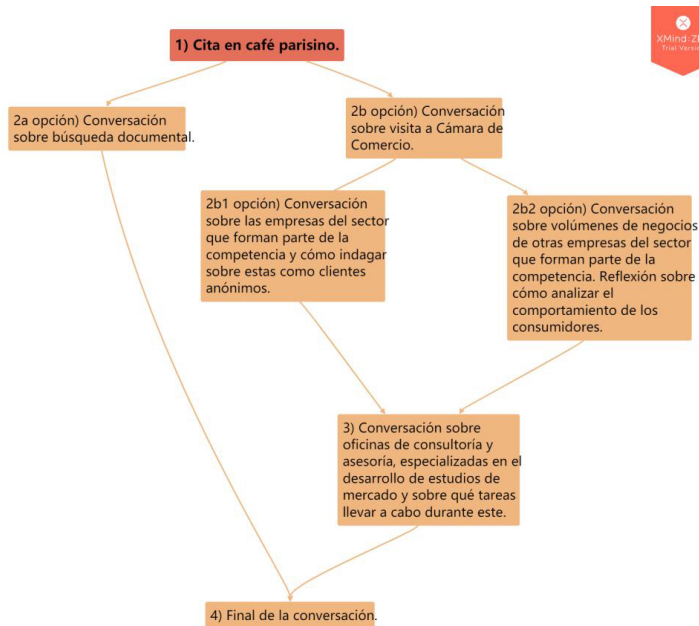 XMind:ZE
Trial Versio
1) Cita en café parisino.
2a opción) Conversación
sobre búsqueda documental.
2b opción) Conversación
sobre visita a Cámara de
Comercio.
2b1 opción) Conversación
sobre las empresas del sector
que forman parte de la
competencia y cómo indagar
sobre estas como clientes
anónimos.
2b2 opción) Conversación
sobre volúmenes de negocios
de otras empresas del sector
que forman parte de la
competencia. Reflexión sobre
cómo analizar el
comportamiento de los
consumidores.
3) Conversación sobre
oficinas de consultoría y
asesoría, especializadas en el
desarrollo de estudios de
mercado y sobre qué tareas
llevar a cabo durante este.
4) Final de la conversación.